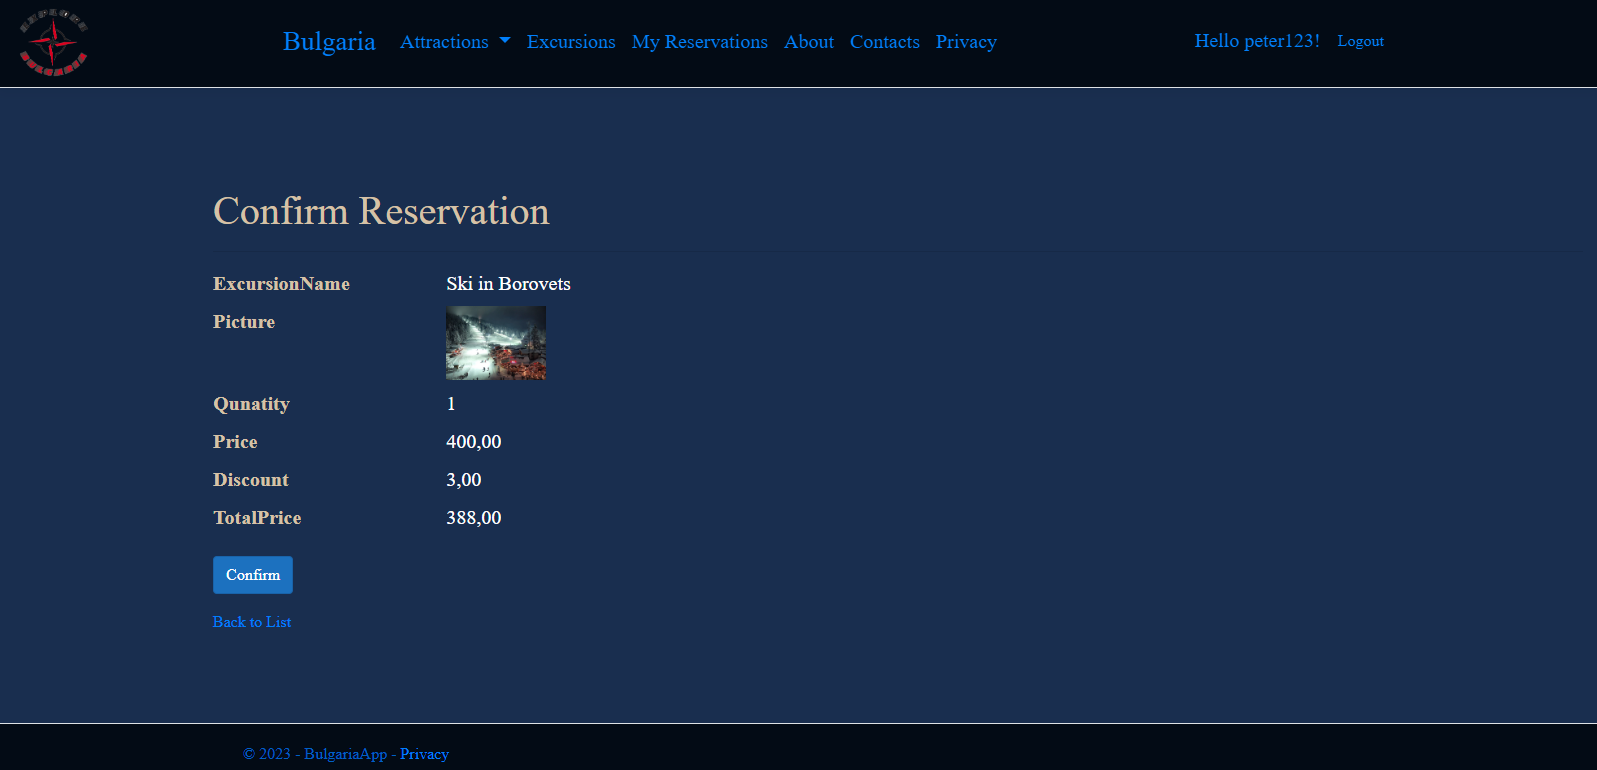 Bulgaria Attractions Excursions My Reservations About Contacts Privacy Hello peter123! Logout
Confirm Reservation
ExcursionName Ski in Borovets
Picture
Qunatity 1
Price 400,00
Discount 3,00
TotalPrice 388,00
Confirm
Back to List
© 2023 - BulgariaApp - Privacy